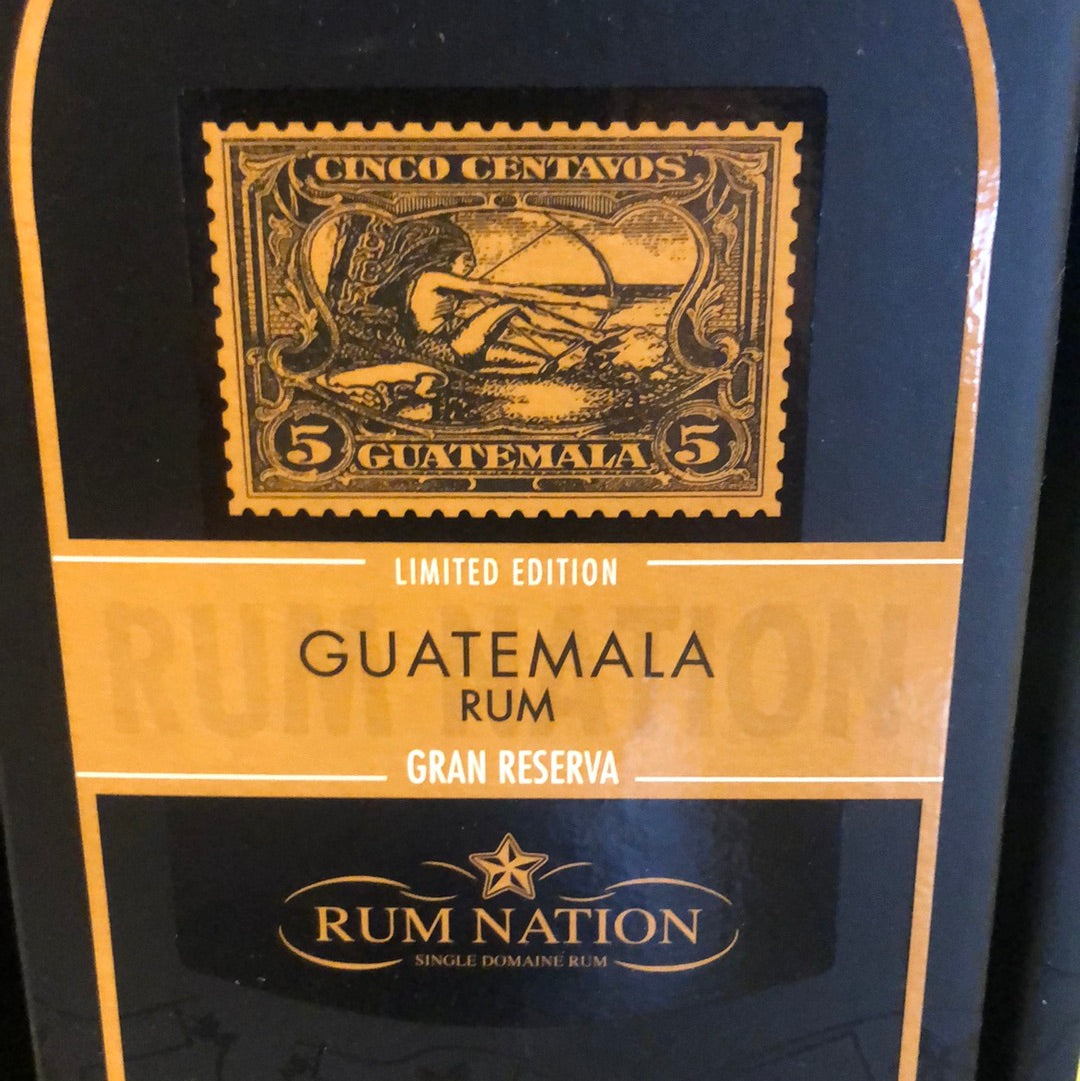 CINCO CENTAVOS
5 GUATEMALA 5
LIMITED EDITION
RUM NATION
GUATEMALA
RUM
GRAN RESERVA
RUM NATION
SINGLE DOMAINE RUM